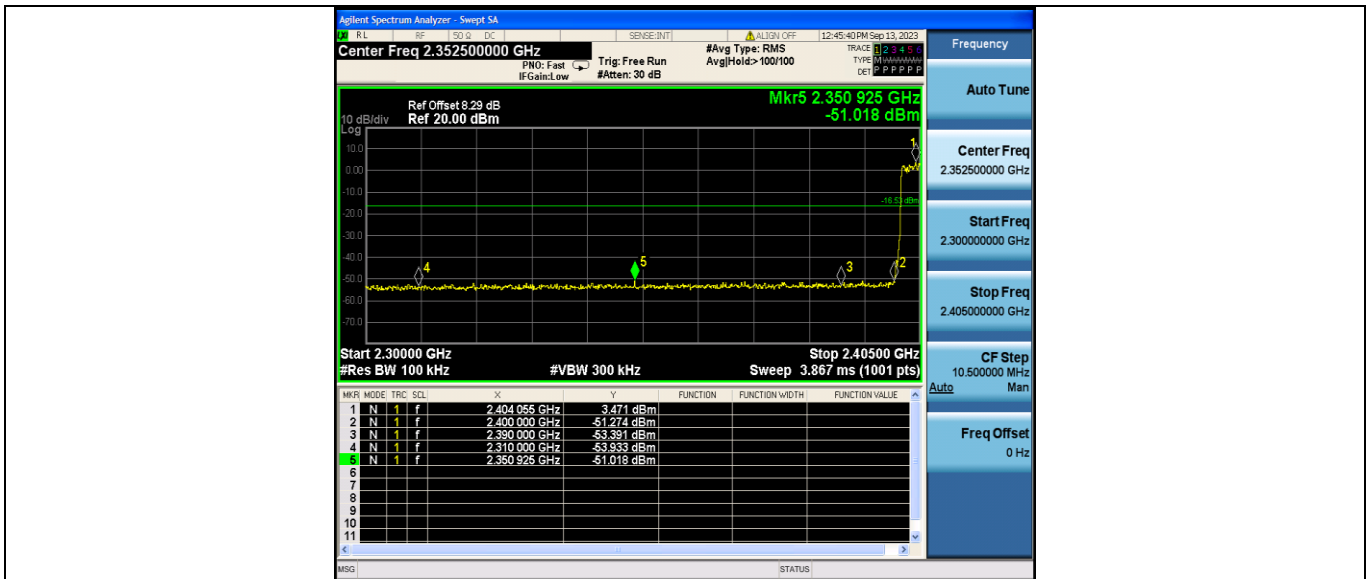 Agilent Spectrum Analyzer - Swept SA
RL RF 50 Ω DC SENSE:INT ALIGN OFF 12:45:40 PM Sep 13, 2023
Center Freq 2.352500000 GHz
PNO: Fast
IFGain:Low
Trig: Free Run
#Atten: 30 dB
#Avg Type: RMS
Avg|Hold:> 100/100
TRACE 1 2 3 4 5 6
TYPE MWWWWW
DET P P P P P P
Mkr5 2.350 925 GHz
-51.018 dBm
Ref Offset 8.29 dB
10 dB/div Ref 20.00 dBm
Log
10.0
0.00
-10.0
-20.0
-30.0
-40.0
-50.0
-60.0
-70.0
-16.53 dBm
1
2
3
4
5
Start 2.30000 GHz Stop 2.40500 GHz
#Res BW 100 kHz #VBW 300 kHz Sweep 3.867 ms (1001 pts)
MKR MODE TRC SCL X Y FUNCTION FUNCTION WIDTH FUNCTION VALUE
1 N 1 f 2.404 055 GHz 3.471 dBm
2 N 1 f 2.400 000 GHz -51.274 dBm
3 N 1 f 2.390 000 GHz -53.391 dBm
4 N 1 f 2.310 000 GHz -53.933 dBm
5 N 1 f 2.350 925 GHz -51.018 dBm
6
7
8
9
10
11
MSG STATUS
Frequency
Auto Tune
Center Freq
2.352500000 GHz
Start Freq
2.300000000 GHz
Stop Freq
2.405000000 GHz
CF Step
10.500000 MHz
Auto Man
Freq Offset
0 Hz